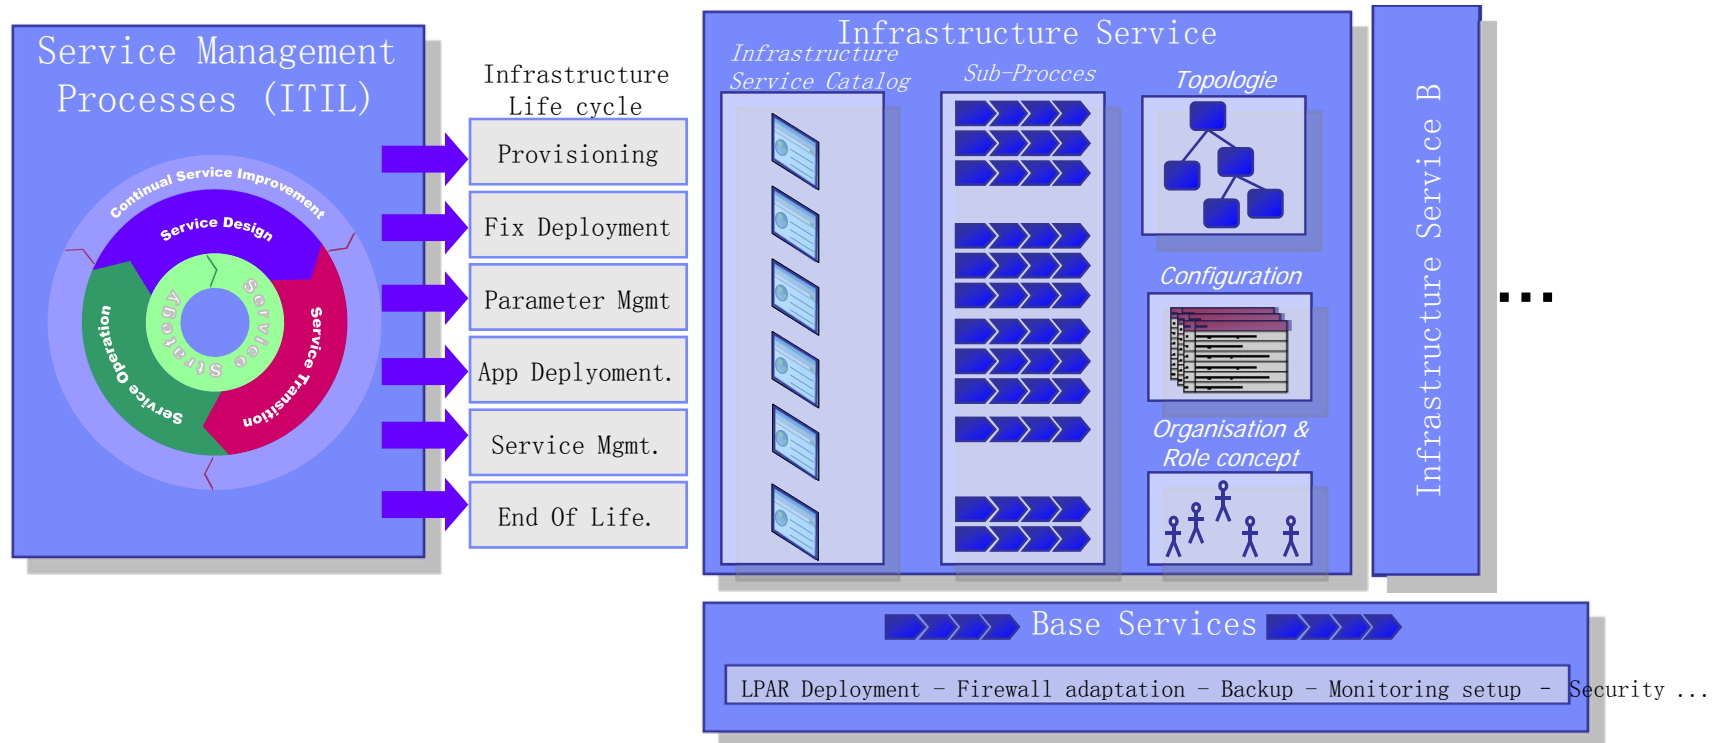 Service Management
Processes (ITIL)
Continual Service Improvement
Service Design
Service Transition
Service Operation
Service Strategy
Infrastructure
Life cycle
Provisioning
Fix Deployment
Parameter Mgmt
App Deplyoment.
Service Mgmt.
End Of Life.
Infrastructure Service
Infrastructure
Service Catalog
Sub-Procces
Topologie
Configuration
Organisation &
Role concept
Infrastructure Service B
...
Base Services
LPAR Deployment - Firewall adaptation - Backup - Monitoring setup - Security ...